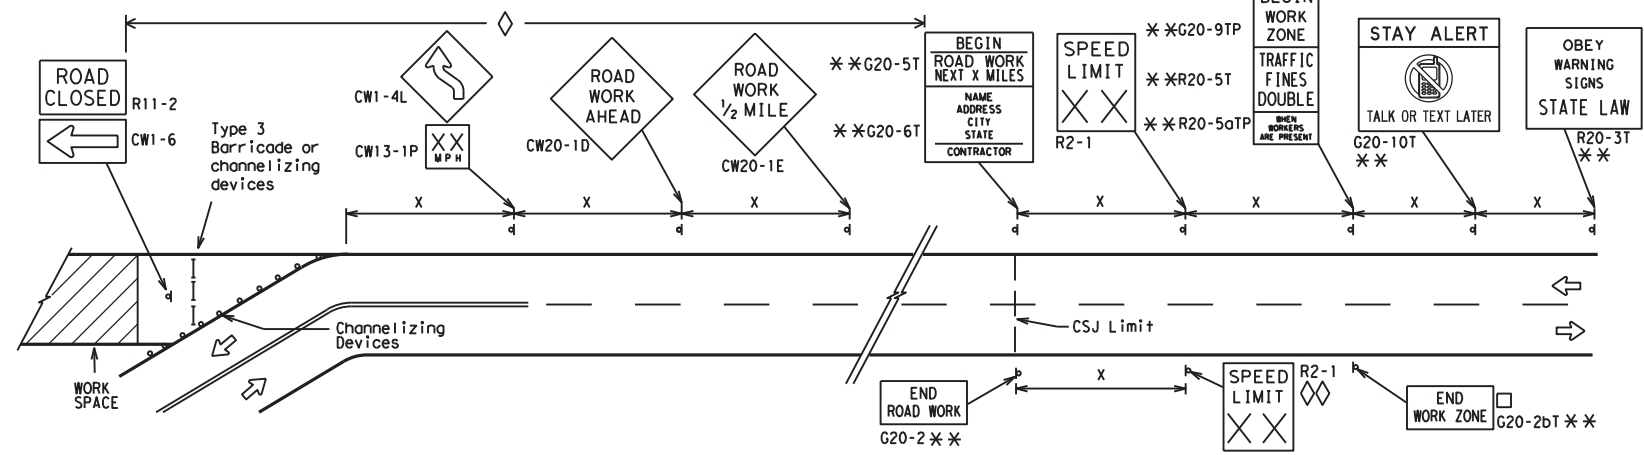 ROAD
CLOSED
R11-2
CW1-6
Type 3
Barricade or
channelizing
devices
CW1-4L
XX
MPH
CW13-1P
ROAD
WORK
AHEAD
CW20-1D
ROAD
WORK
1/2 MILE
CW20-1E
**G20-5T
BEGIN
ROAD WORK
NEXT X MILES
**G20-6T
NAME
ADDRESS
CITY
STATE
CONTRACTOR
SPEED
LIMIT
X X
R2-1
**G20-9TP
BEGIN
WORK
ZONE
**R20-5T
TRAFFIC
FINES
DOUBLE
**R20-5aTP
WHEN
WORKERS
ARE PRESENT
STAY ALERT
TALK OR TEXT LATER
G20-10T
**
OBEY
WARNING
SIGNS
STATE LAW
R20-3T
**
X
X
X
X
X
X
X
Channelizing
Devices
WORK
SPACE
CSJ Limit
X
END
ROAD WORK
G20-2**
SPEED
LIMIT
X X
R2-1
END
WORK ZONE
G20-2bT **